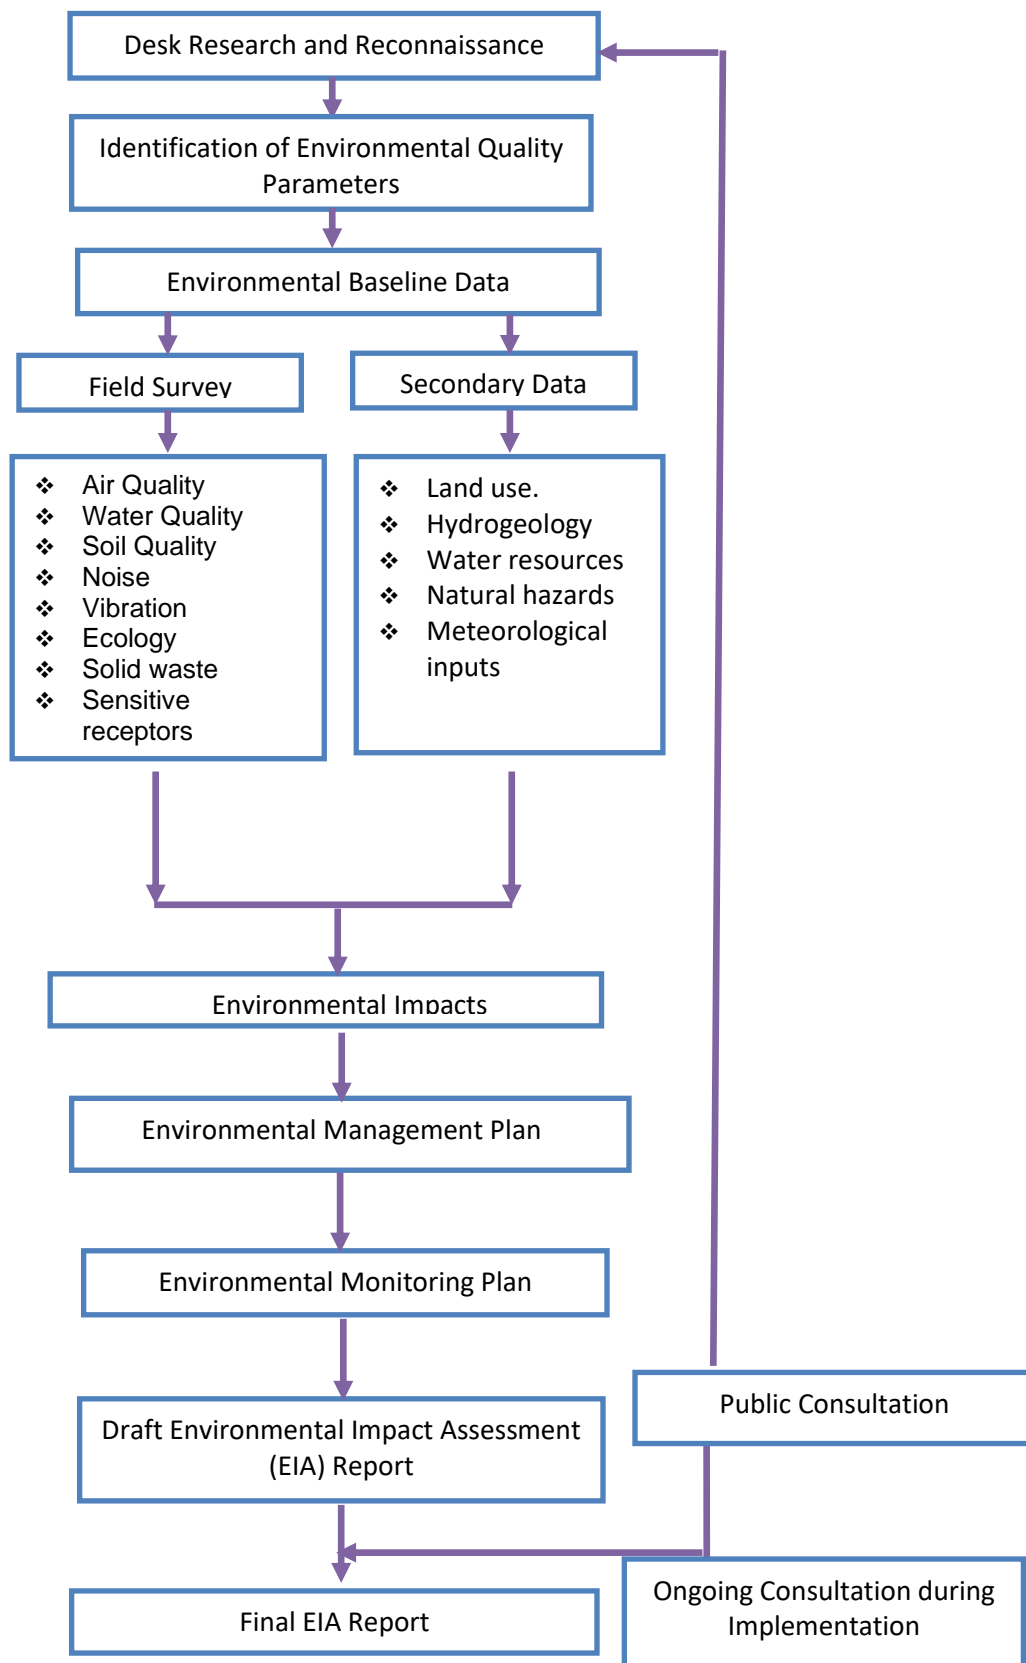 Desk Research and Reconnaissance
Identification of Environmental Quality
Parameters
Environmental Baseline Data
Field Survey
Secondary Data
❖ Air Quality
❖ Water Quality
❖ Soil Quality
❖ Noise
❖ Vibration
❖ Ecology
❖ Solid waste
❖ Sensitive
receptors
❖ Land use.
❖ Hydrogeology
❖ Water resources
❖ Natural hazards
❖ Meteorological
inputs
Environmental Impacts
Environmental Management Plan
Environmental Monitoring Plan
Public Consultation
Draft Environmental Impact Assessment
(EIA) Report
Ongoing Consultation during
Implementation
Final EIA Report